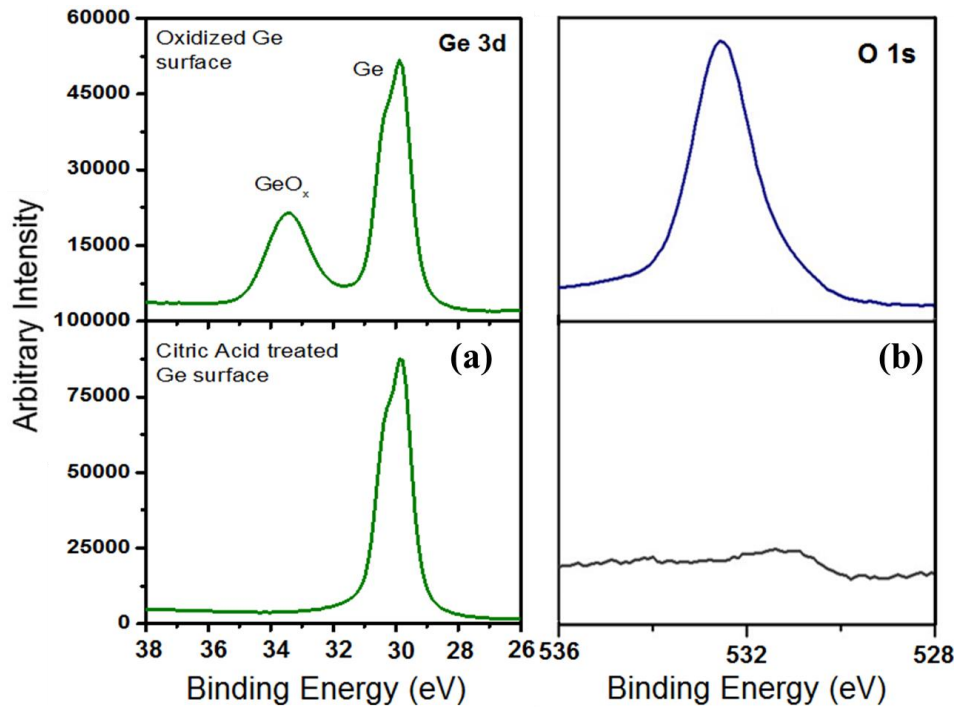 Arbitrary Intensity
60000
45000
30000
15000
100000
75000
50000
25000
0
Oxidized Ge
surface
Ge 3d
Ge
GeOₓ
Citric Acid treated
Ge surface
(a)
38 36 34 32 30 28 26
Binding Energy (eV)
O 1s
(b)
536 532 528
Binding Energy (eV)